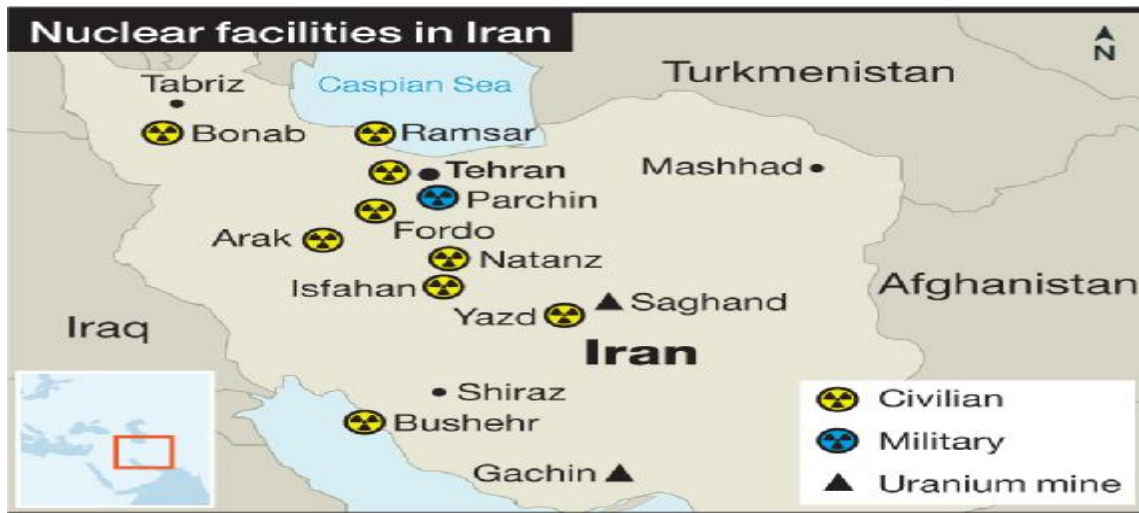 Nuclear facilities in Iran
N
Turkmenistan
Tabriz
Caspian Sea
Bonab
Ramsar
Tehran
Mashhad
Parchin
Fordo
Arak
Natanz
Isfahan
Afghanistan
Saghand
Yazd
Iraq
Iran
Shiraz
Bushehr
Gachin
Civilian
Military
Uranium mine